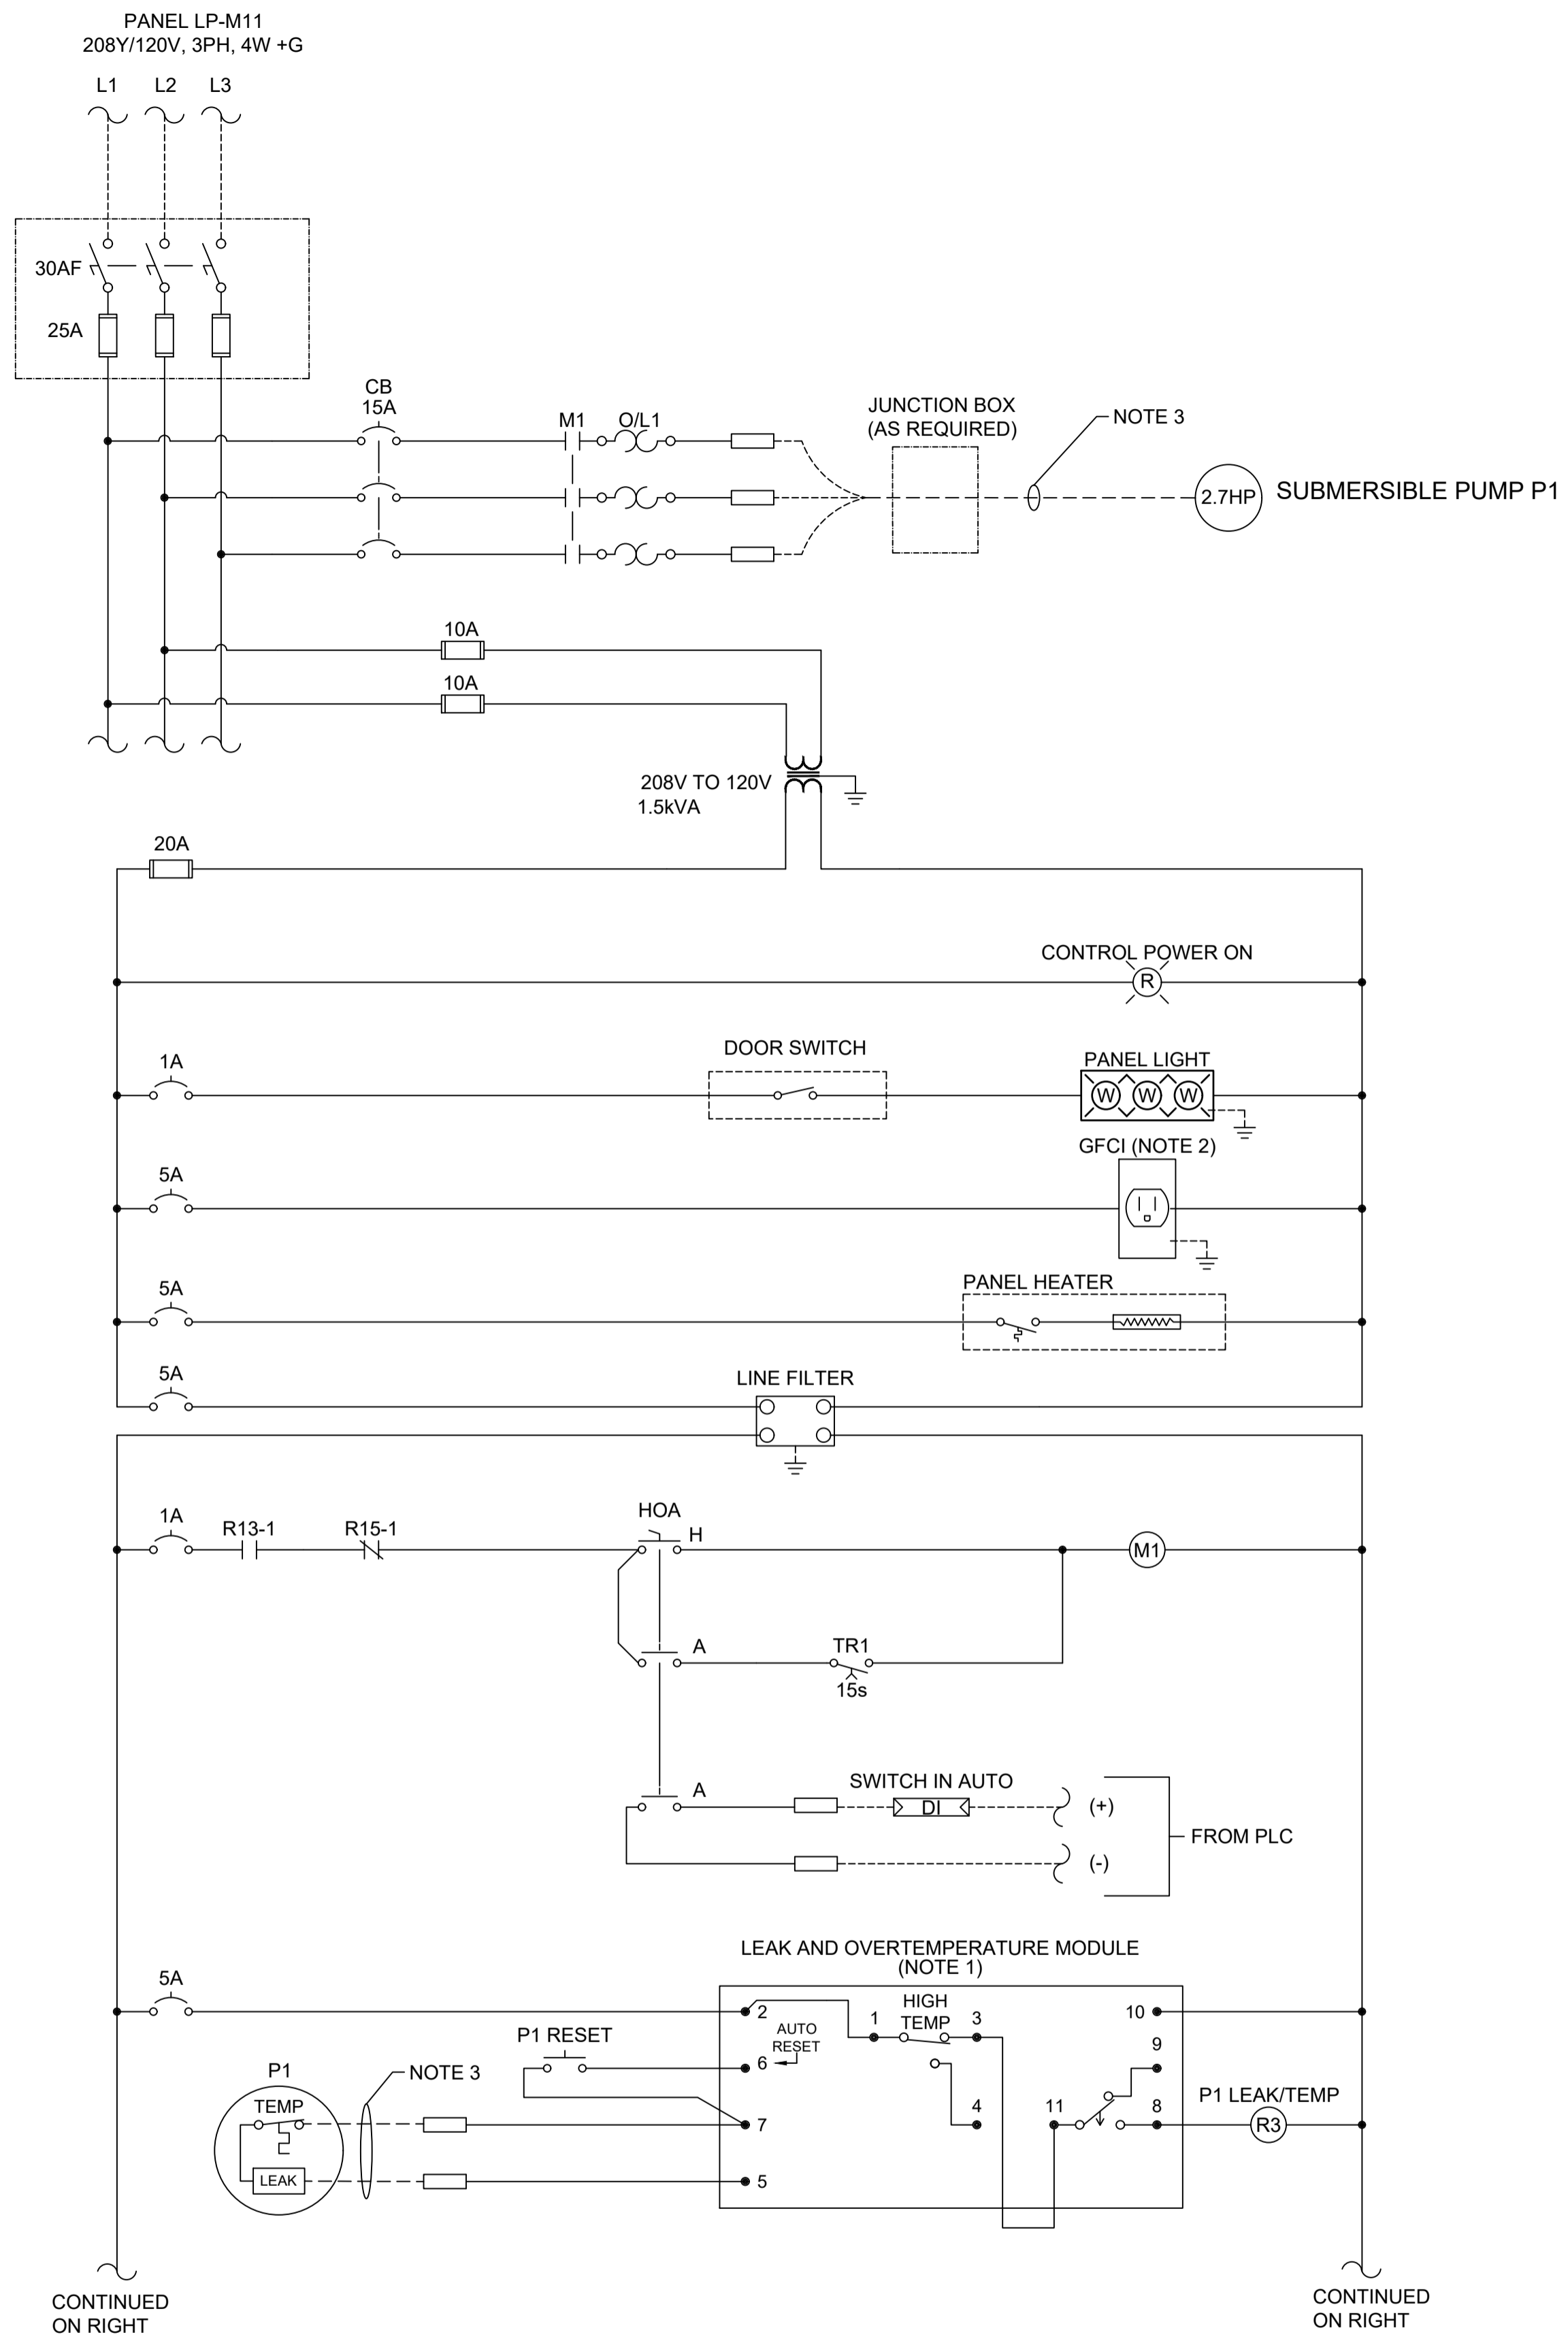 PANEL LP-M11
208Y/120V, 3PH, 4W +G
L1 L2 L3
30AF
25A
CB
15A
M1
O/L1
JUNCTION BOX
(AS REQUIRED)
NOTE 3
2.7HP
SUBMERSIBLE PUMP P1
10A
10A
208V TO 120V
1.5kVA
20A
CONTROL POWER ON
R
1A
DOOR SWITCH
PANEL LIGHT
W W W
5A
GFCI (NOTE 2)
5A
PANEL HEATER
5A
LINE FILTER
1A
R13-1
R15-1
HOA
H
M1
A
TR1
15s
A
SWITCH IN AUTO
DI
(+)
FROM PLC
(-)
LEAK AND OVERTEMPERATURE MODULE
(NOTE 1)
5A
2
1
HIGH
TEMP
3
10
AUTO
RESET
P1 RESET
6
9
P1
NOTE 3
TEMP
7
4
11
8
P1 LEAK/TEMP
R3
LEAK
5
CONTINUED
ON RIGHT
CONTINUED
ON RIGHT